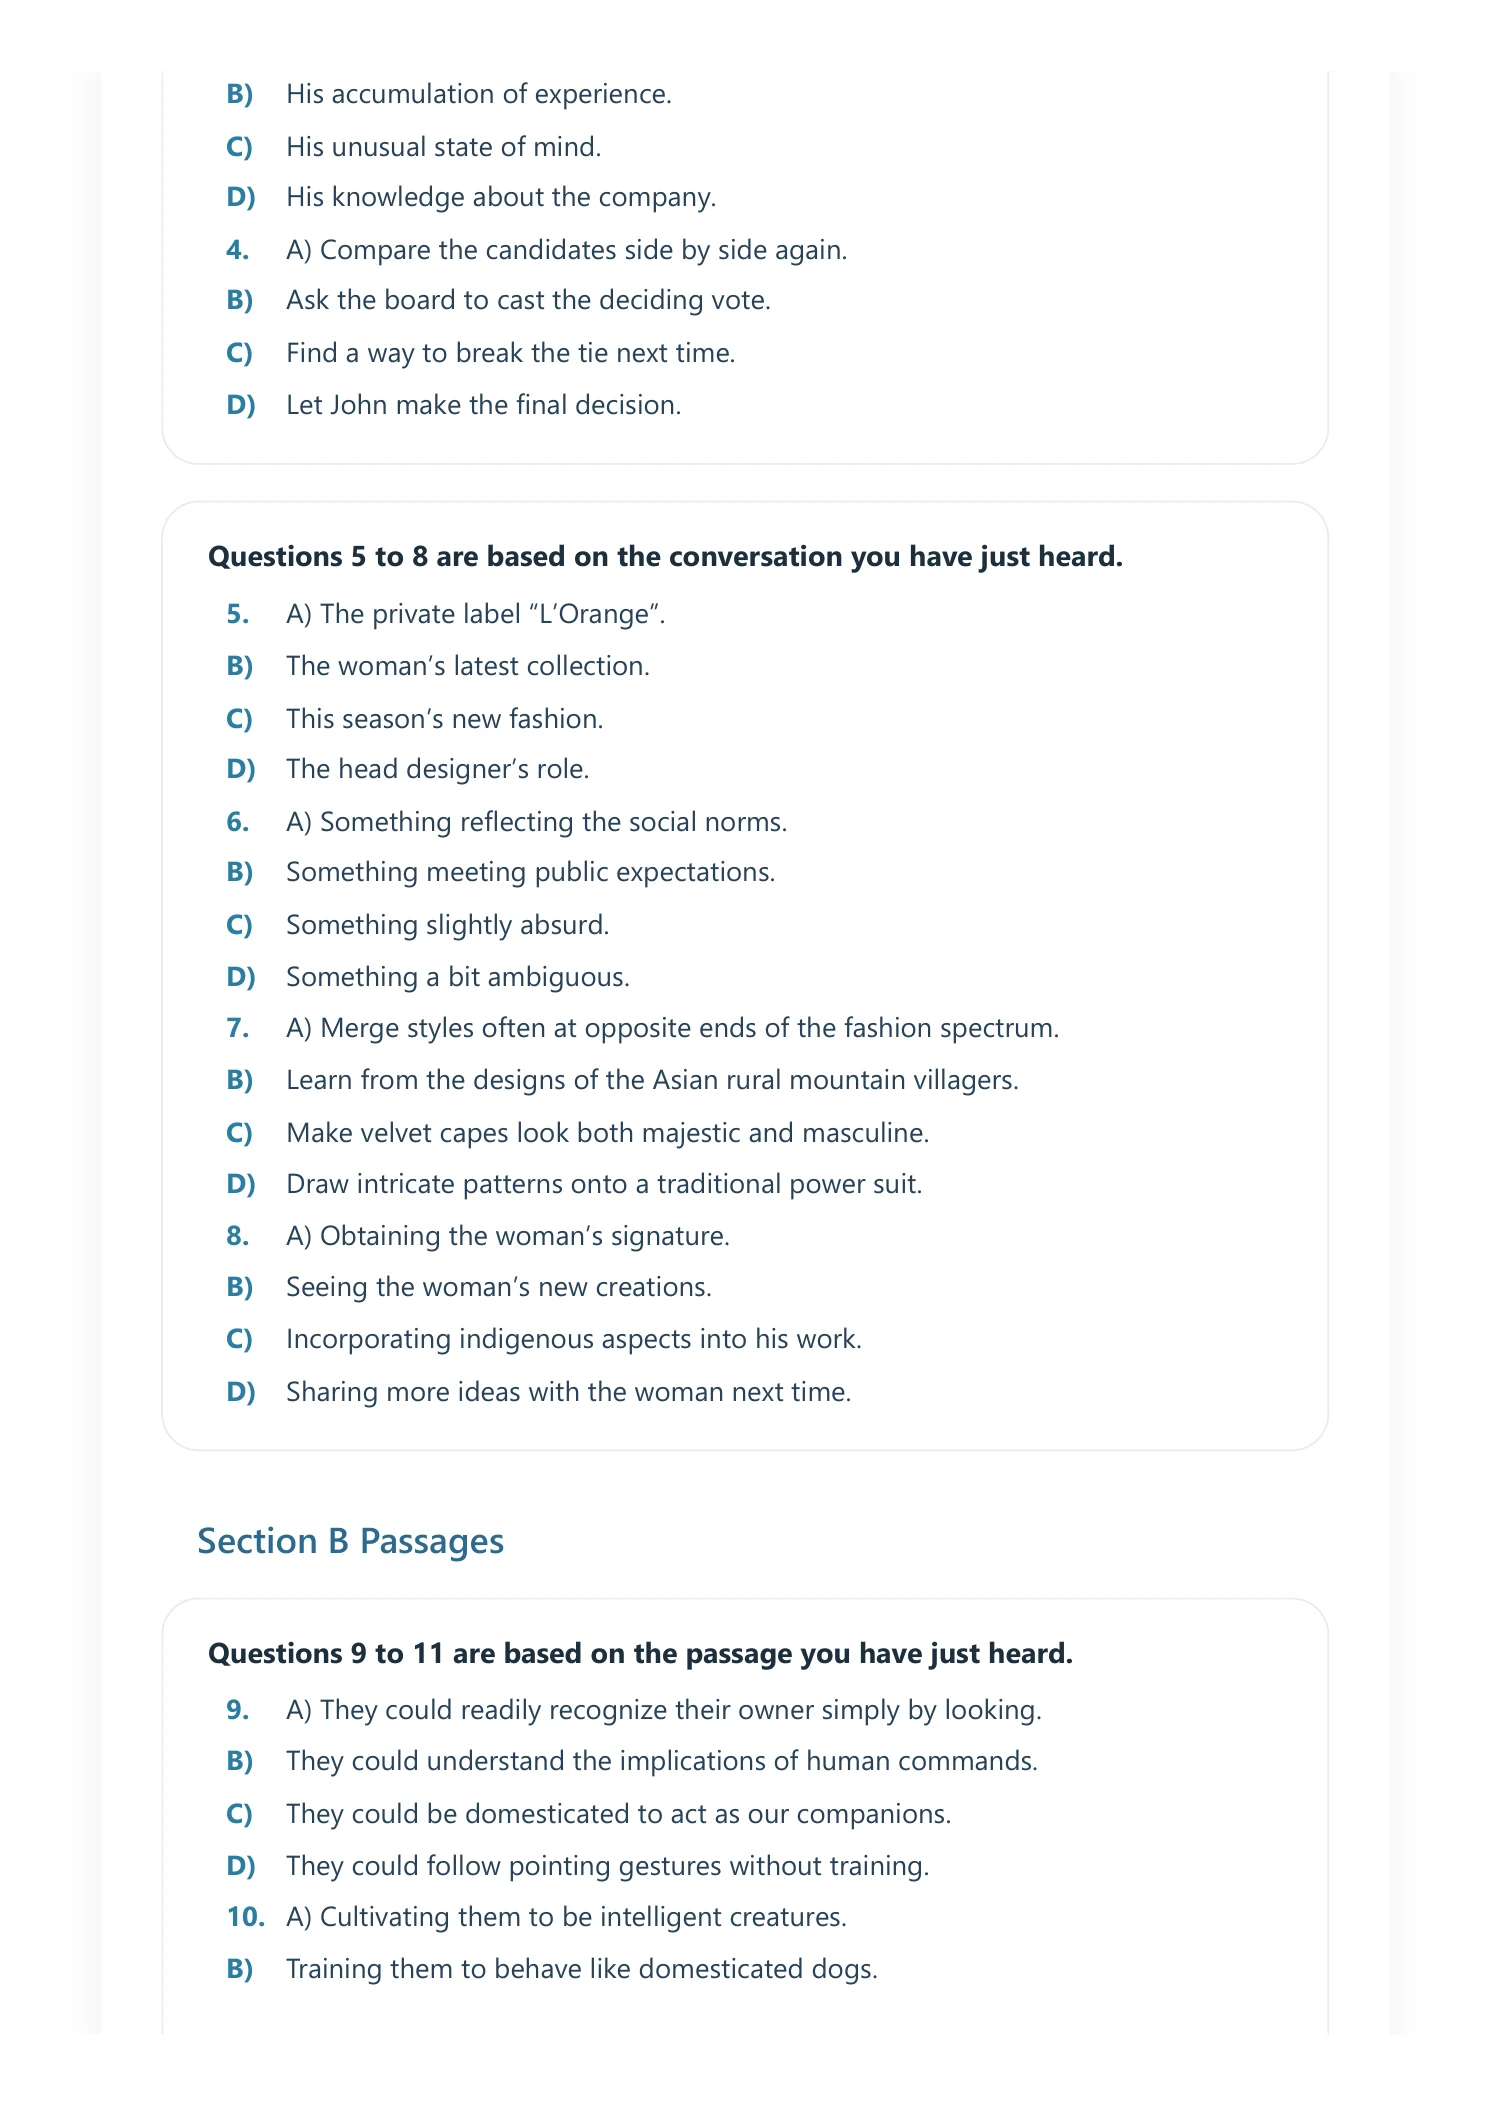 B) His accumulation of experience.
C) His unusual state of mind.
D) His knowledge about the company.
4. A) Compare the candidates side by side again.
B) Ask the board to cast the deciding vote.
C) Find a way to break the tie next time.
D) Let John make the final decision.
Questions 5 to 8 are based on the conversation you have just heard.
5. A) The private label “L’Orange”.
B) The woman’s latest collection.
C) This season’s new fashion.
D) The head designer’s role.
6. A) Something reflecting the social norms.
B) Something meeting public expectations.
C) Something slightly absurd.
D) Something a bit ambiguous.
7. A) Merge styles often at opposite ends of the fashion spectrum.
B) Learn from the designs of the Asian rural mountain villagers.
C) Make velvet capes look both majestic and masculine.
D) Draw intricate patterns onto a traditional power suit.
8. A) Obtaining the woman’s signature.
B) Seeing the woman’s new creations.
C) Incorporating indigenous aspects into his work.
D) Sharing more ideas with the woman next time.
Section B Passages
Questions 9 to 11 are based on the passage you have just heard.
9. A) They could readily recognize their owner simply by looking.
B) They could understand the implications of human commands.
C) They could be domesticated to act as our companions.
D) They could follow pointing gestures without training.
10. A) Cultivating them to be intelligent creatures.
B) Training them to behave like domesticated dogs.